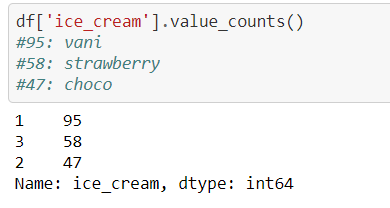 df['ice_cream'].value_counts()
#95: vani
#58: strawberry
#47: choco
1    95
3    58
2    47
Name: ice_cream, dtype: int64